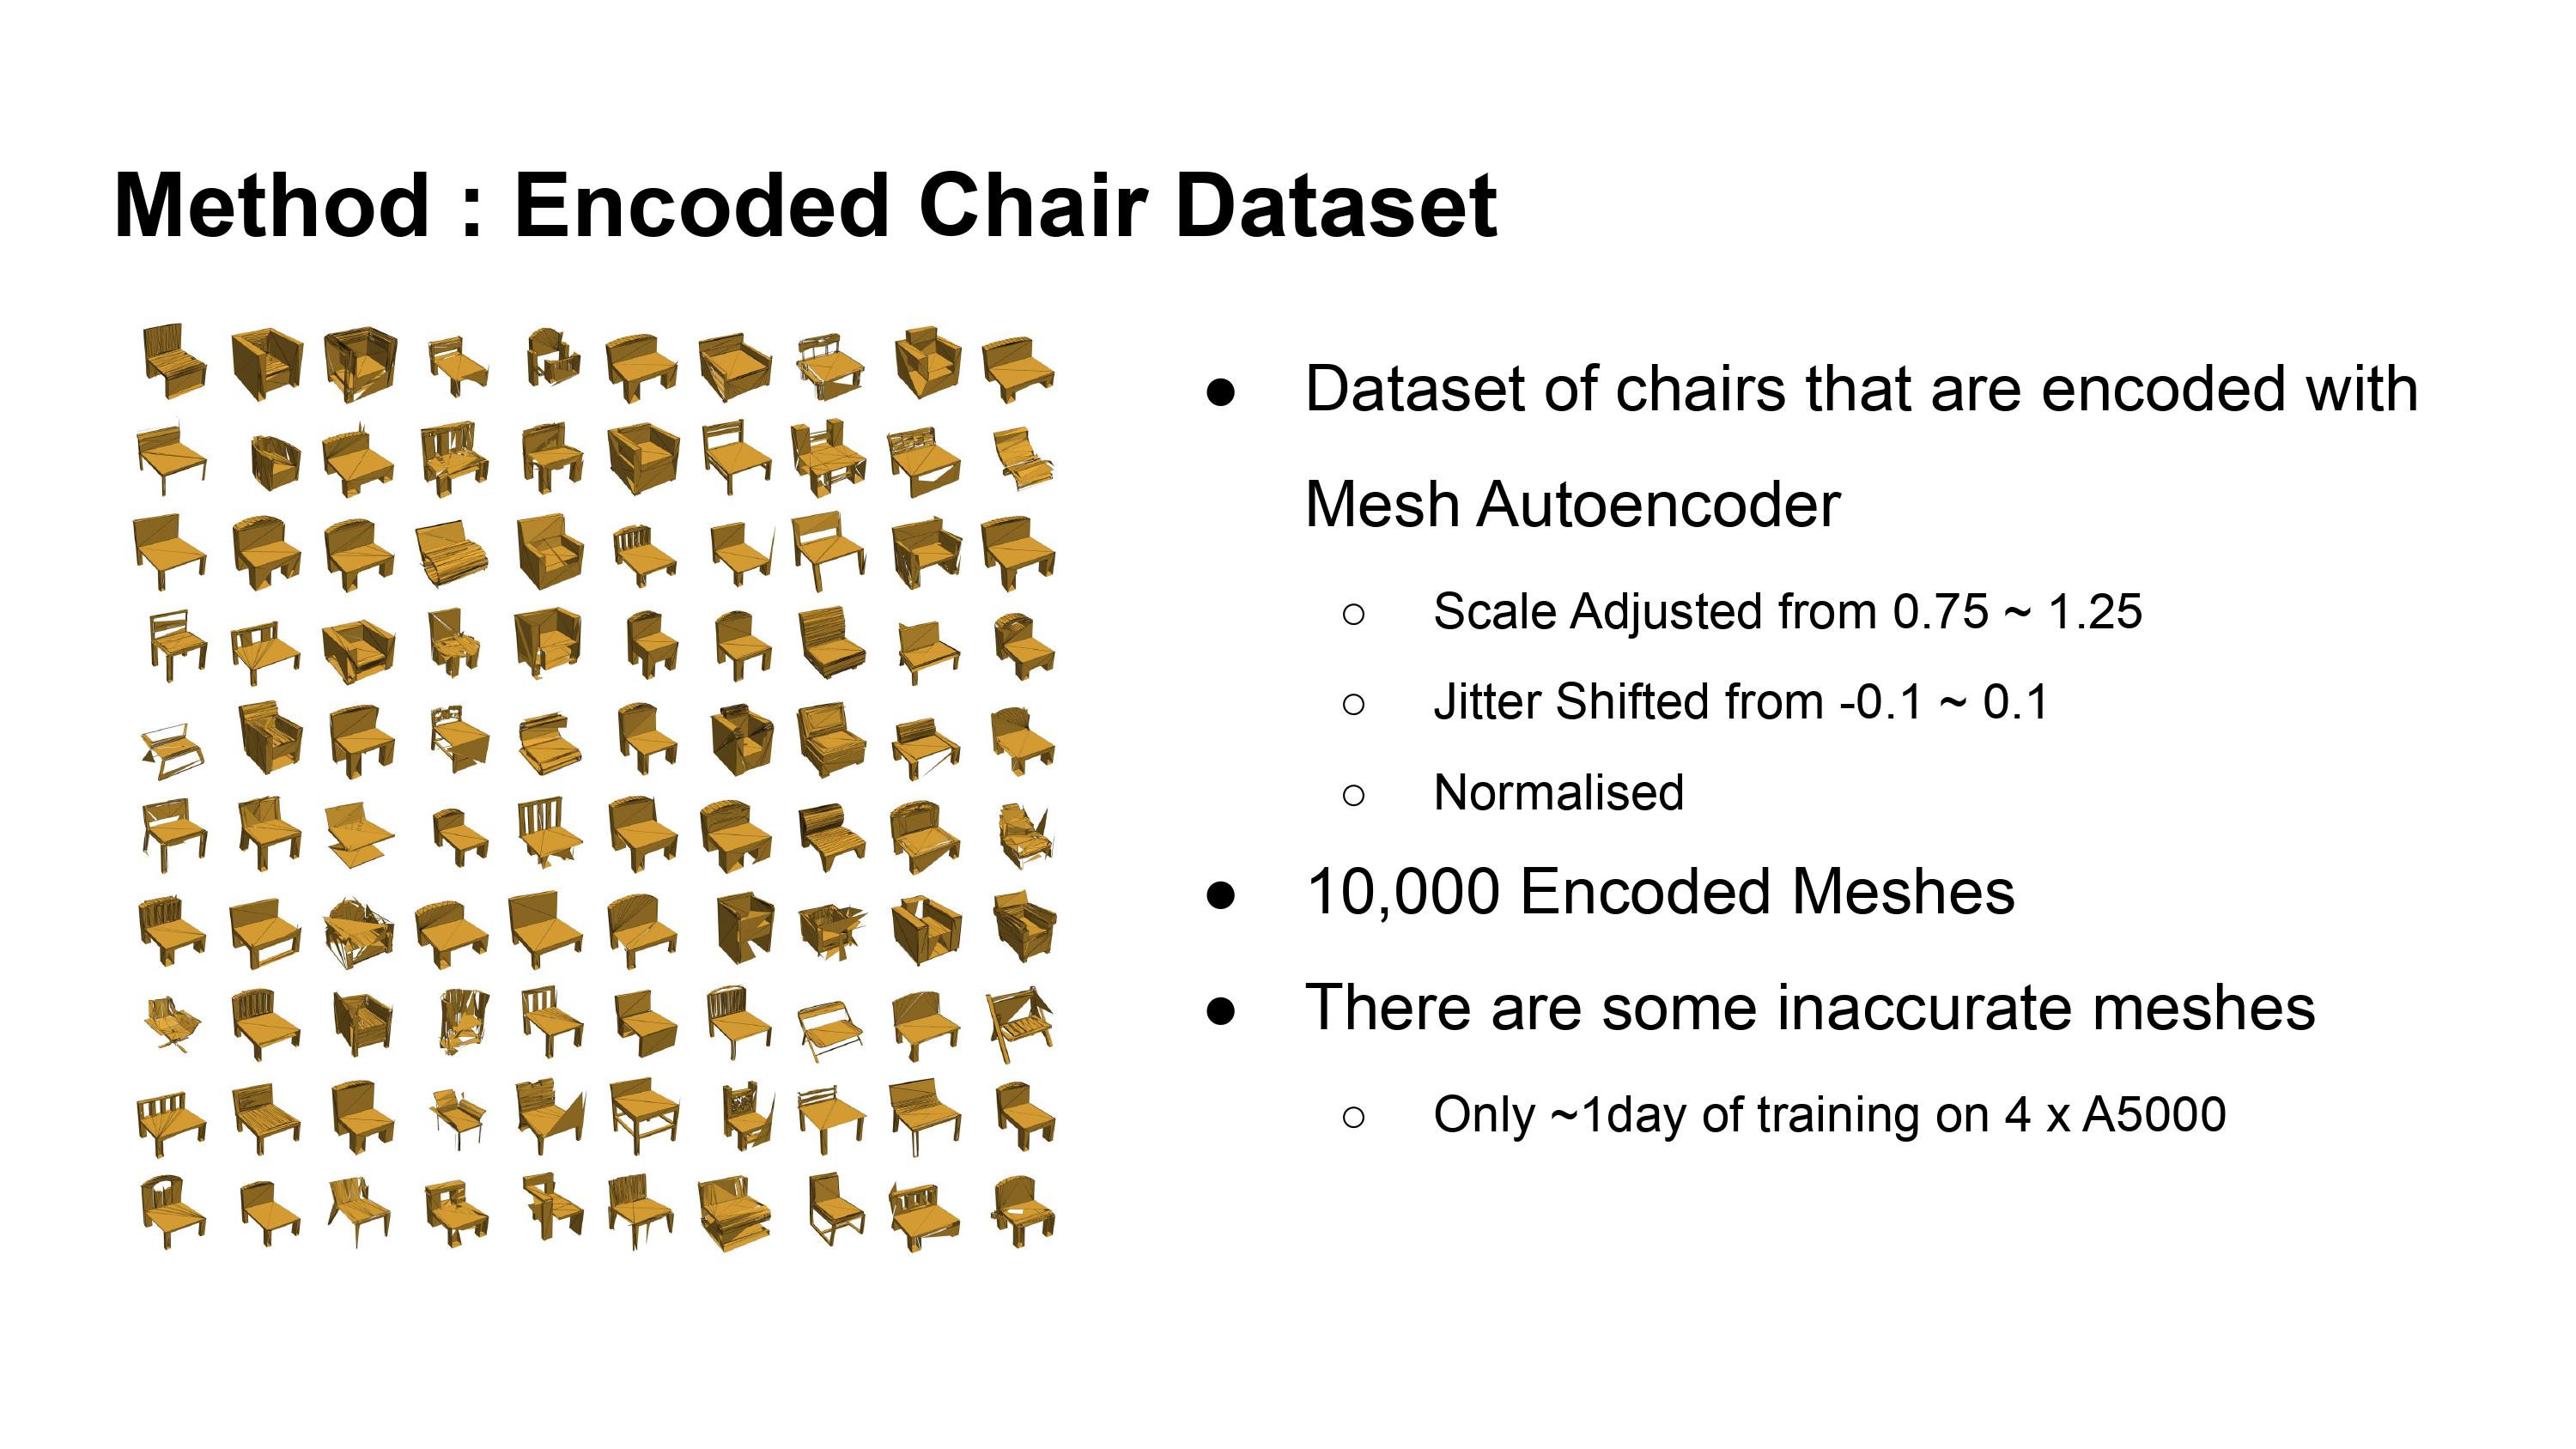 Method : Encoded Chair Dataset
● Dataset of chairs that are encoded with
Mesh Autoencoder
○ Scale Adjusted from 0.75 ~ 1.25
○ Jitter Shifted from -0.1 ~ 0.1
○ Normalised
● 10,000 Encoded Meshes
● There are some inaccurate meshes
○ Only ~1day of training on 4 x A5000